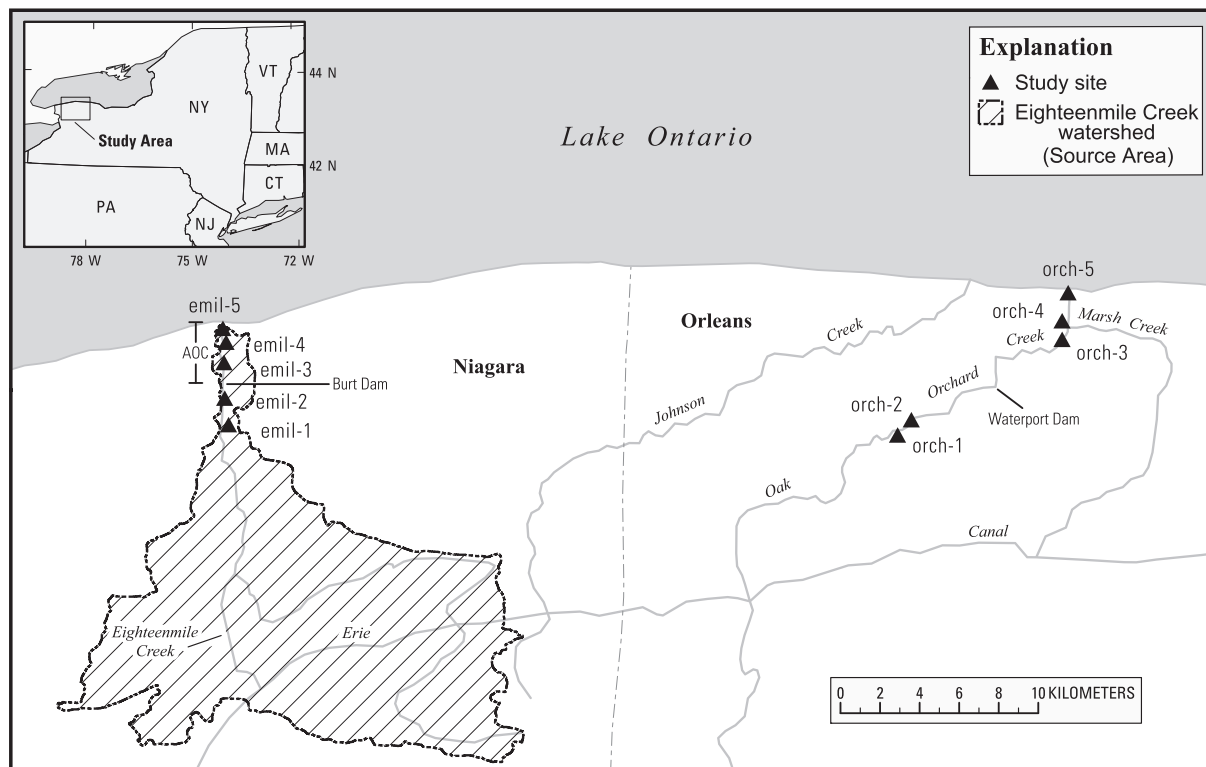 VT
44 N
NY
Study Area
MA
42 N
CT
PA
NJ
78 W
75 W
72 W
Lake Ontario
Explanation
Study site
Eighteenmile Creek
watershed
(Source Area)
emil-5
AOC
emil-4
emil-3
Burt Dam
emil-2
emil-1
Niagara
Orleans
Johnson
Creek
orch-5
orch-4
Marsh Creek
Creek
orch-3
Orchard
orch-2
Waterport Dam
orch-1
Oak
Canal
Eighteenmile
Creek
Erie
0 2 4 6 8 10 KILOMETERS